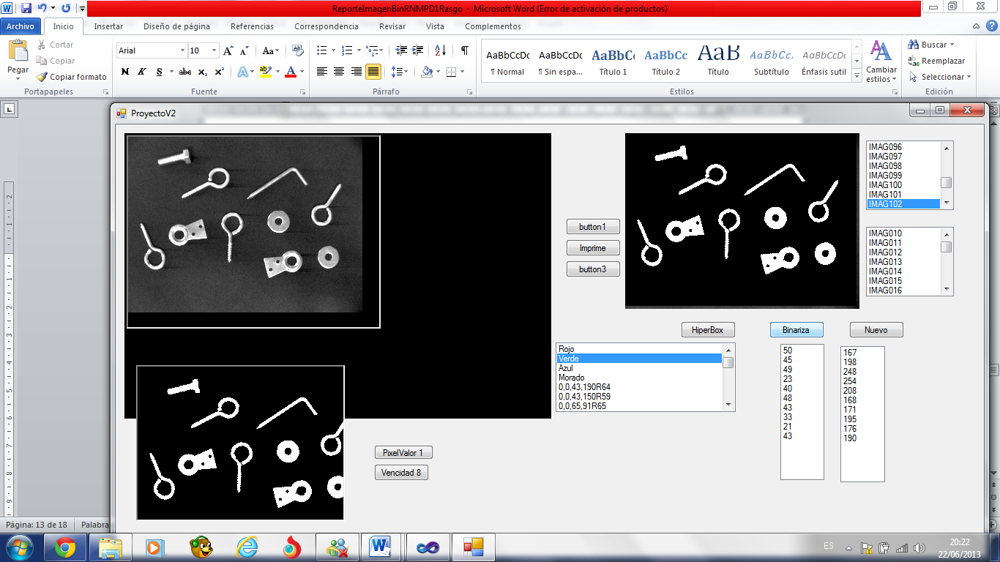 ReporteImagenBinRNMPD1Rasgo - Microsoft Word (Error de activación de productos)
Archivo Inicio Insertar Diseño de página Referencias Correspondencia Revisar Vista Complementos
Pegar
Cortar
Copiar
Copiar formato
Portapapeles
Arial 10
N K S abc x₂ x²
Fuente
Párrafo
AaBbCcDc AaBbCcDc AaBbCc AaBbCc AaB AaBbCc. AaBbCcDc
¶ Normal ¶ Sin espa... Título 1 Título 2 Título Subtítulo Énfasis sutil
Cambiar estilos
Estilos
Buscar
Reemplazar
Seleccionar
Edición
ProyectoV2
button1
Imprime
button3
IMAG096
IMAG097
IMAG098
IMAG099
IMAG100
IMAG101
IMAG102
IMAG010
IMAG011
IMAG012
IMAG013
IMAG014
IMAG015
IMAG016
HiperBox Binariza Nuevo
Rojo
Verde
Azul
Morado
0,0,43,190R64
0,0,43,150R59
0,0,65,91R65
50
45
49
23
40
48
43
33
21
43
167
198
248
254
208
168
171
195
176
190
PixelValor 1
Vencidad 8
Página: 13 de 18 Palabra
ES
20:22
22/06/2013